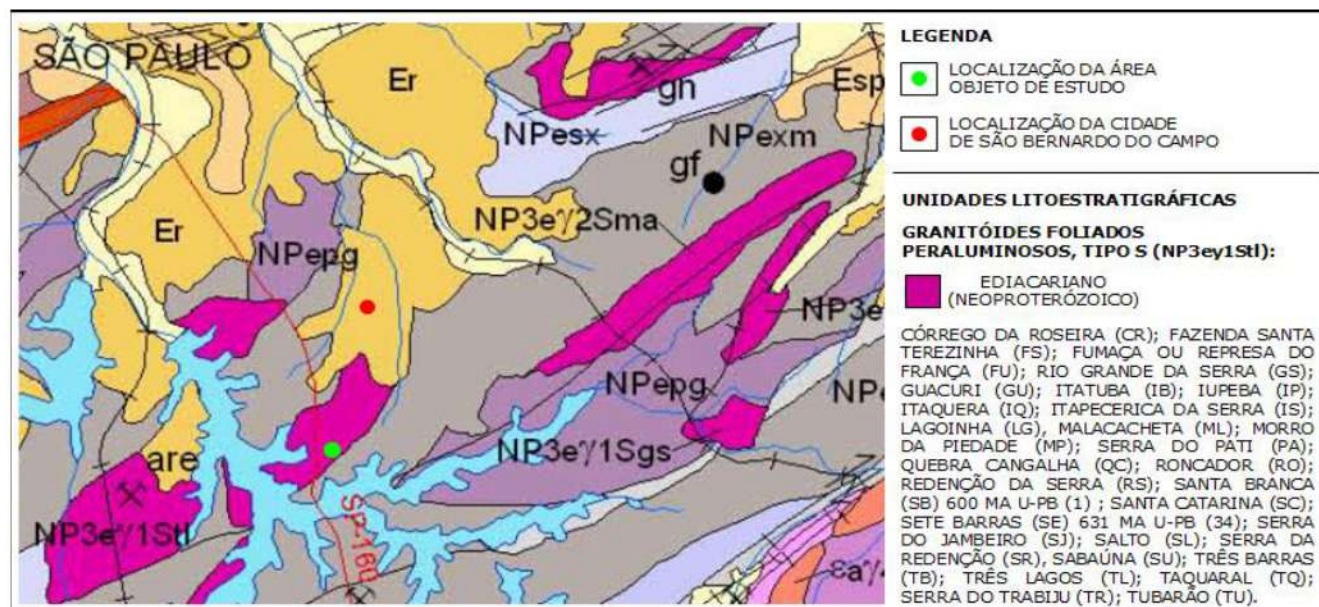 SÃO PAULO
Er
gn
Esp
NPesx
NPexm
gf
NP3eγ2Sma
Er
NPepg
NP3e
NPepg
NPe
NP3eγ1Sgs
are
NP3eγ1Stl
SP-160
εaγ
LEGENDA
LOCALIZAÇÃO DA ÁREA
OBJETO DE ESTUDO
LOCALIZAÇÃO DA CIDADE
DE SÃO BERNARDO DO CAMPO
UNIDADES LITOESTRATIGRÁFICAS
GRANITÓIDES FOLIADOS
PERALUMINOSOS, TIPO S (NP3ey1Stl):
EDIACARIANO
(NEOPROTERÓZOICO)
CÓRREGO DA ROSEIRA (CR); FAZENDA SANTA
TEREZINHA (FS); FUMAÇA OU REPRESA DO
FRANÇA (FU); RIO GRANDE DA SERRA (GS);
GUACURI (GU); ITATUBA (IB); IUPEBA (IP);
ITAQUERA (IQ); ITAPECERICA DA SERRA (IS);
LAGOINHA (LG), MALACACHETA (ML); MORRO
DA PIEDADE (MP); SERRA DO PATI (PA);
QUEBRA CANGALHA (QC); RONCADOR (RO);
REDENÇÃO DA SERRA (RS); SANTA BRANCA
(SB) 600 MA U-PB (1) ; SANTA CATARINA (SC);
SETE BARRAS (SE) 631 MA U-PB (34); SERRA
DO JAMBEIRO (SJ); SALTO (SL); SERRA DA
REDENÇÃO (SR), SABAÚNA (SU); TRÊS BARRAS
(TB); TRÊS LAGOS (TL); TAQUARAL (TQ);
SERRA DO TRABIJU (TR); TUBARÃO (TU).